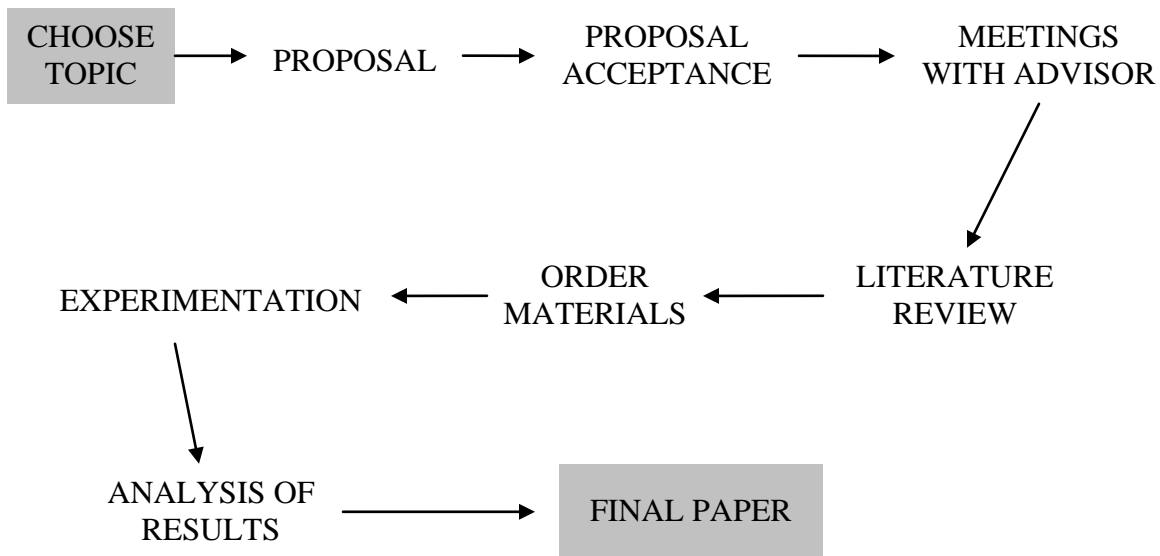 CHOOSE
TOPIC
PROPOSAL
PROPOSAL
ACCEPTANCE
MEETINGS
WITH ADVISOR
LITERATURE
REVIEW
ORDER
MATERIALS
EXPERIMENTATION
ANALYSIS OF
RESULTS
FINAL PAPER